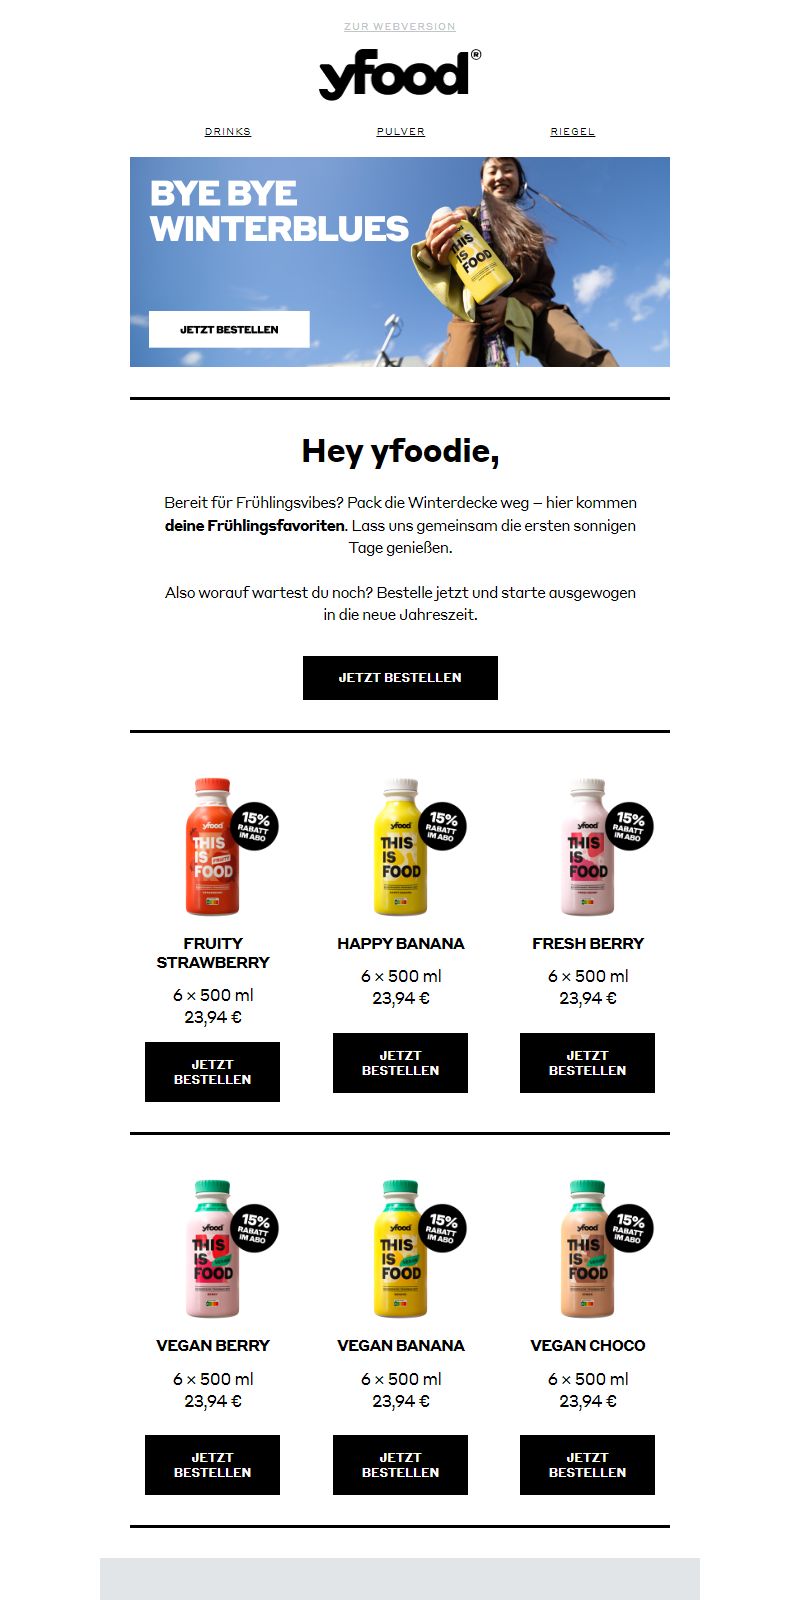 ZUR WEBVERSION
yfood®
DRINKS
PULVER
RIEGEL
BYE BYE
WINTERBLUES
THIS
IS
FOOD
JETZT BESTELLEN
Hey yfoodie,
Bereit für Frühlingsvibes? Pack die Winterdecke weg – hier kommen
deine Frühlingsfavoriten. Lass uns gemeinsam die ersten sonnigen
Tage genießen.
Also worauf wartest du noch? Bestelle jetzt und starte ausgewogen
in die neue Jahreszeit.
JETZT BESTELLEN
yfood
THIS
IS FRUITY
FOOD
15%
RABATT
IM ABO
yfood
THIS
IS
FOOD
15%
RABATT
IM ABO
yfood
THIS
IS
FOOD
15%
RABATT
IM ABO
FRUITY
STRAWBERRY
6 × 500 ml
23,94 €
JETZT
BESTELLEN
HAPPY BANANA
6 × 500 ml
23,94 €
JETZT
BESTELLEN
FRESH BERRY
6 × 500 ml
23,94 €
JETZT
BESTELLEN
yfood
THIS
IS VEGAN
FOOD
15%
RABATT
IM ABO
yfood
THIS
IS VEGAN
FOOD
15%
RABATT
IM ABO
yfood
THIS
IS VEGAN
FOOD
15%
RABATT
IM ABO
VEGAN BERRY
6 × 500 ml
23,94 €
JETZT
BESTELLEN
VEGAN BANANA
6 × 500 ml
23,94 €
JETZT
BESTELLEN
VEGAN CHOCO
6 × 500 ml
23,94 €
JETZT
BESTELLEN